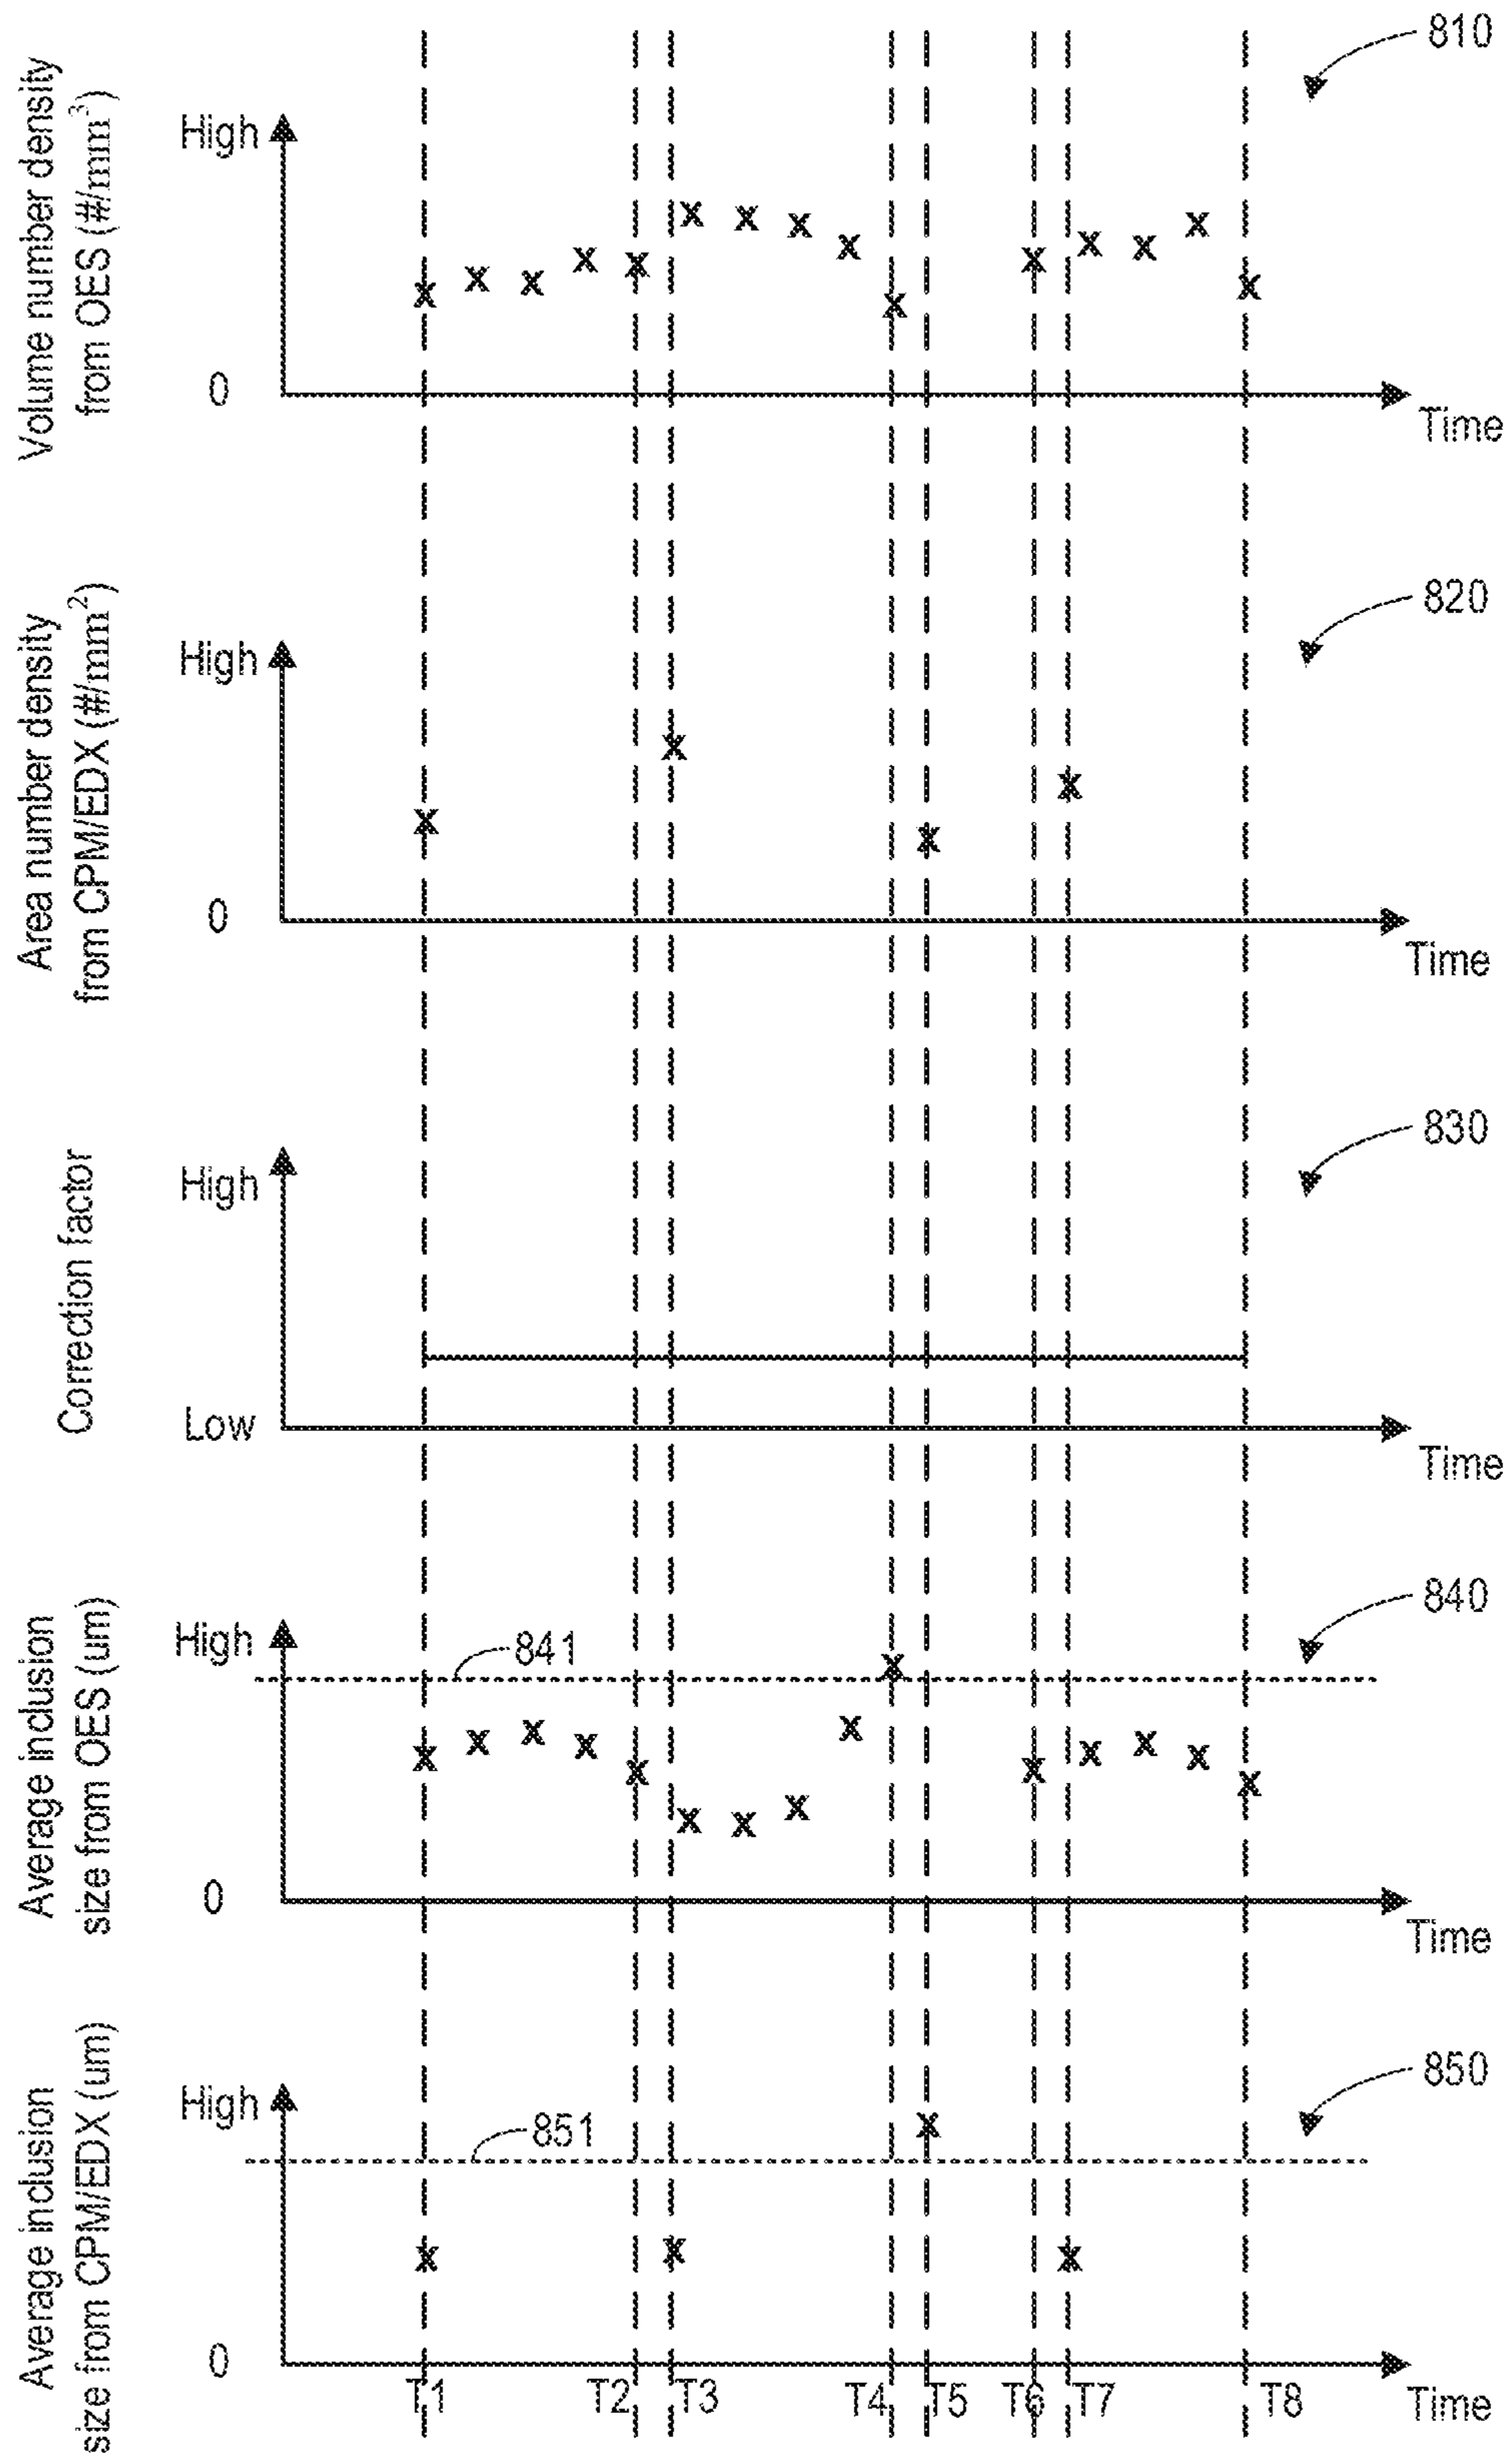 810
Volume number density
from OES (#/mm³)
High
0
Time
820
Area number density
from CPM/EDX (#/mm²)
High
0
Time
830
Correction factor
High
Low
Time
840
Average inclusion
size from OES (um)
High
841
0
Time
850
Average inclusion
size from CPM/EDX (um)
High
851
0
T1 T2 T3 T4 T5 T6 T7 T8 Time